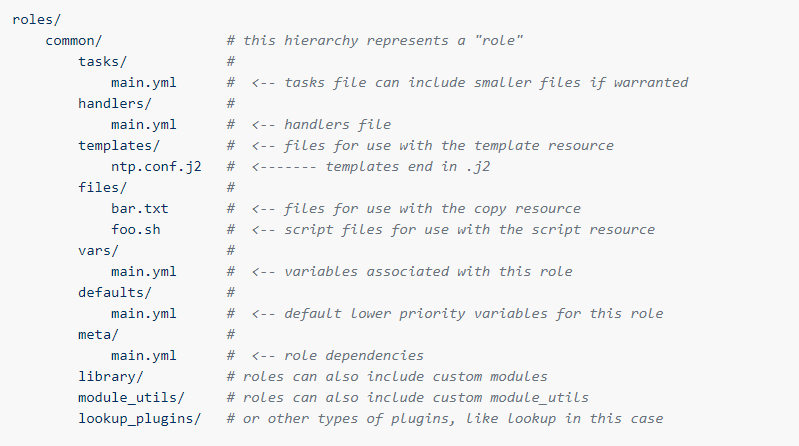 roles/
    common/               # this hierarchy represents a "role"
        tasks/            #
            main.yml      #  <-- tasks file can include smaller files if warranted
        handlers/         #
            main.yml      #  <-- handlers file
        templates/        #  <-- files for use with the template resource
            ntp.conf.j2   #  <------- templates end in .j2
        files/            #
            bar.txt       #  <-- files for use with the copy resource
            foo.sh        #  <-- script files for use with the script resource
        vars/             #
            main.yml      #  <-- variables associated with this role
        defaults/         #
            main.yml      #  <-- default lower priority variables for this role
        meta/             #
            main.yml      #  <-- role dependencies
        library/          # roles can also include custom modules
        module_utils/     # roles can also include custom module_utils
        lookup_plugins/   # or other types of plugins, like lookup in this case